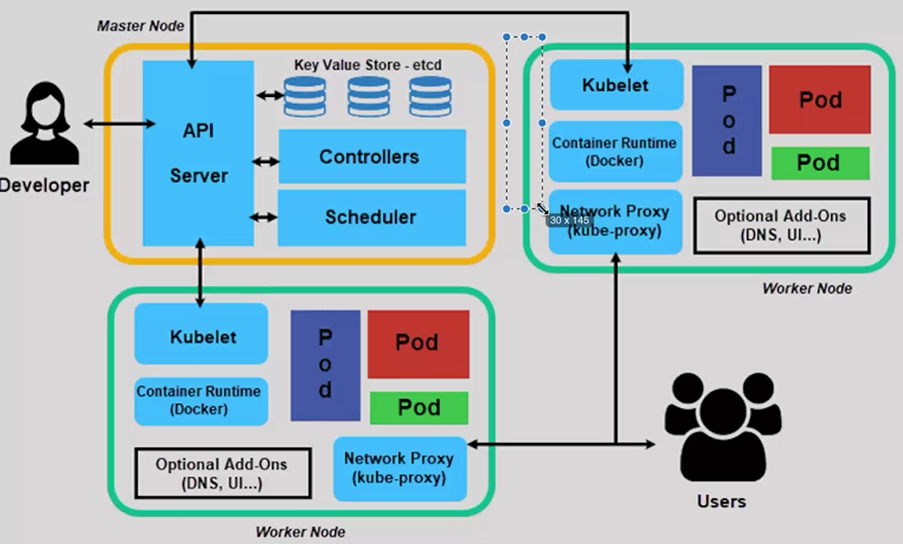 Master Node
Key Value Store - etcd
API
Server
Controllers
Scheduler
Developer
Kubelet
Container Runtime
(Docker)
Network Proxy
(kube-proxy)
30 x 145
P
o
d
Pod
Pod
Optional Add-Ons
(DNS, UI...)
Worker Node
Kubelet
Container Runtime
(Docker)
P
o
d
Pod
Pod
Optional Add-Ons
(DNS, UI...)
Network Proxy
(kube-proxy)
Worker Node
Users